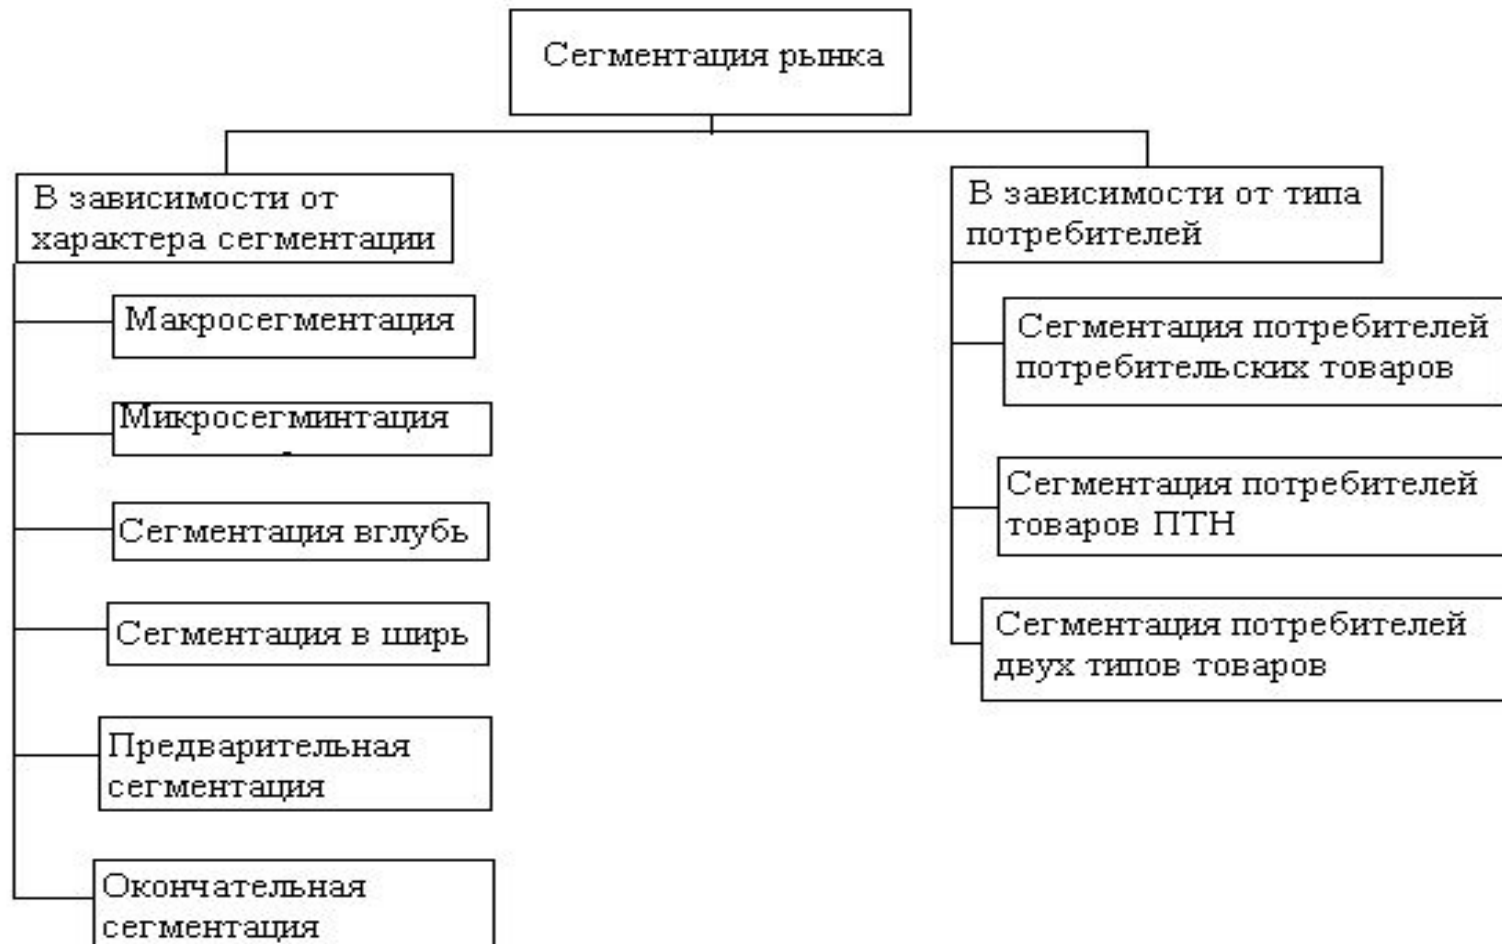 Сегментация рынка
В зависимости от
характера сегментации
Макросегментация
Микросегминтация
Сегментация вглубь
Сегментация в ширь
Предварительная
сегментация
Окончательная
сегментация
В зависимости от типа
потребителей
Сегментация потребителей
потребительских товаров
Сегментация потребителей
товаров ПТН
Сегментация потребителей
двух типов товаров